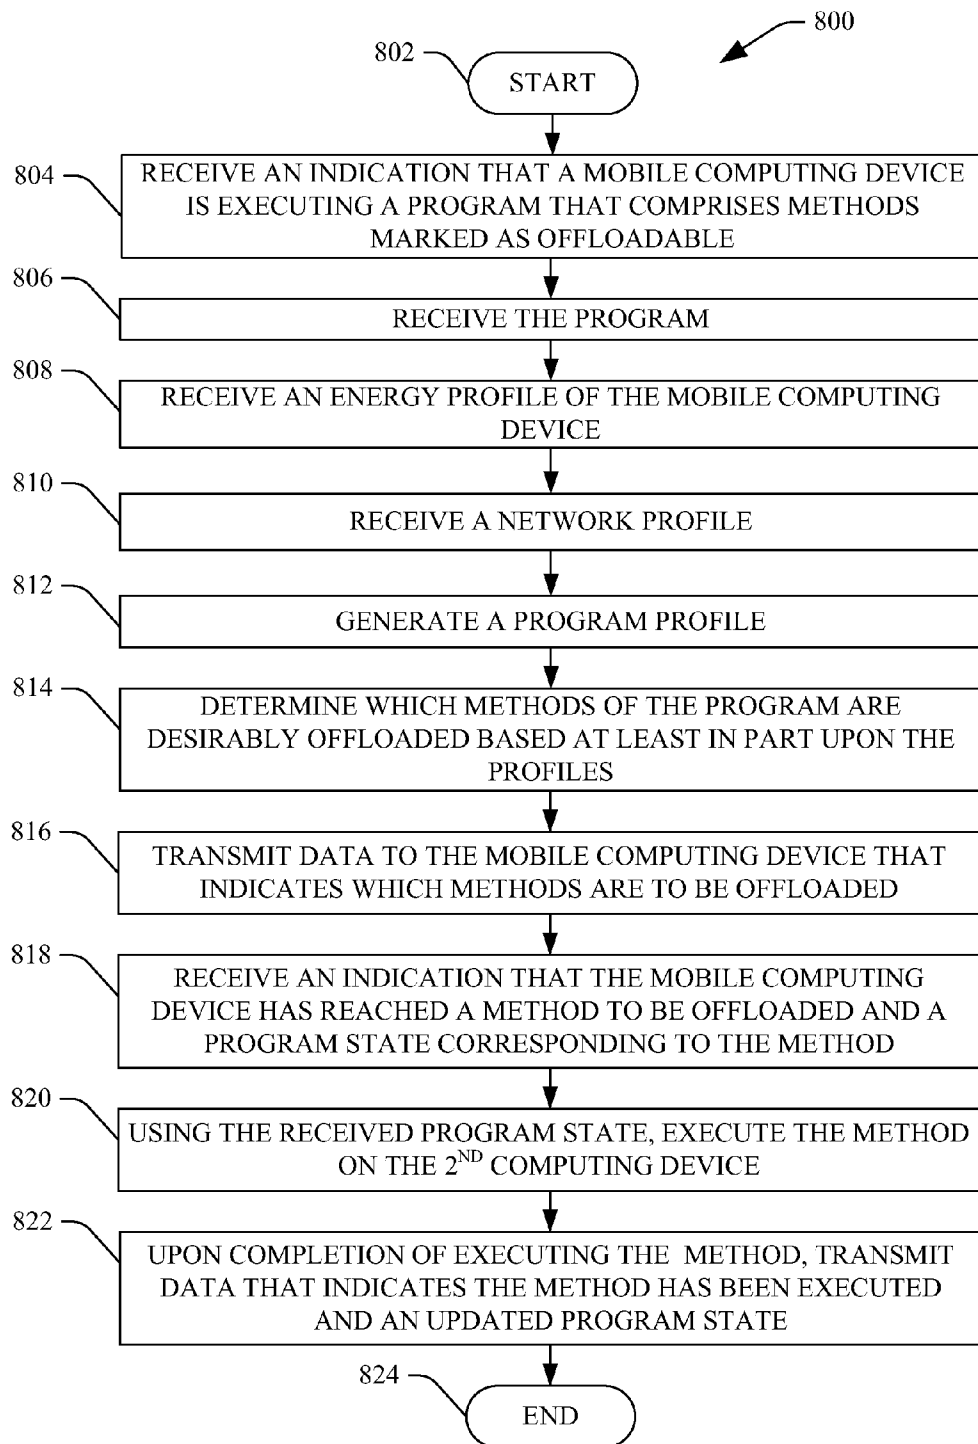 800
802
START
804
RECEIVE AN INDICATION THAT A MOBILE COMPUTING DEVICE
IS EXECUTING A PROGRAM THAT COMPRISES METHODS
MARKED AS OFFLOADABLE
806
RECEIVE THE PROGRAM
808
RECEIVE AN ENERGY PROFILE OF THE MOBILE COMPUTING
DEVICE
810
RECEIVE A NETWORK PROFILE
812
GENERATE A PROGRAM PROFILE
814
DETERMINE WHICH METHODS OF THE PROGRAM ARE
DESIRABLY OFFLOADED BASED AT LEAST IN PART UPON THE
PROFILES
816
TRANSMIT DATA TO THE MOBILE COMPUTING DEVICE THAT
INDICATES WHICH METHODS ARE TO BE OFFLOADED
818
RECEIVE AN INDICATION THAT THE MOBILE COMPUTING
DEVICE HAS REACHED A METHOD TO BE OFFLOADED AND A
PROGRAM STATE CORRESPONDING TO THE METHOD
820
USING THE RECEIVED PROGRAM STATE, EXECUTE THE METHOD
ON THE 2ND COMPUTING DEVICE
822
UPON COMPLETION OF EXECUTING THE METHOD, TRANSMIT
DATA THAT INDICATES THE METHOD HAS BEEN EXECUTED
AND AN UPDATED PROGRAM STATE
824
END